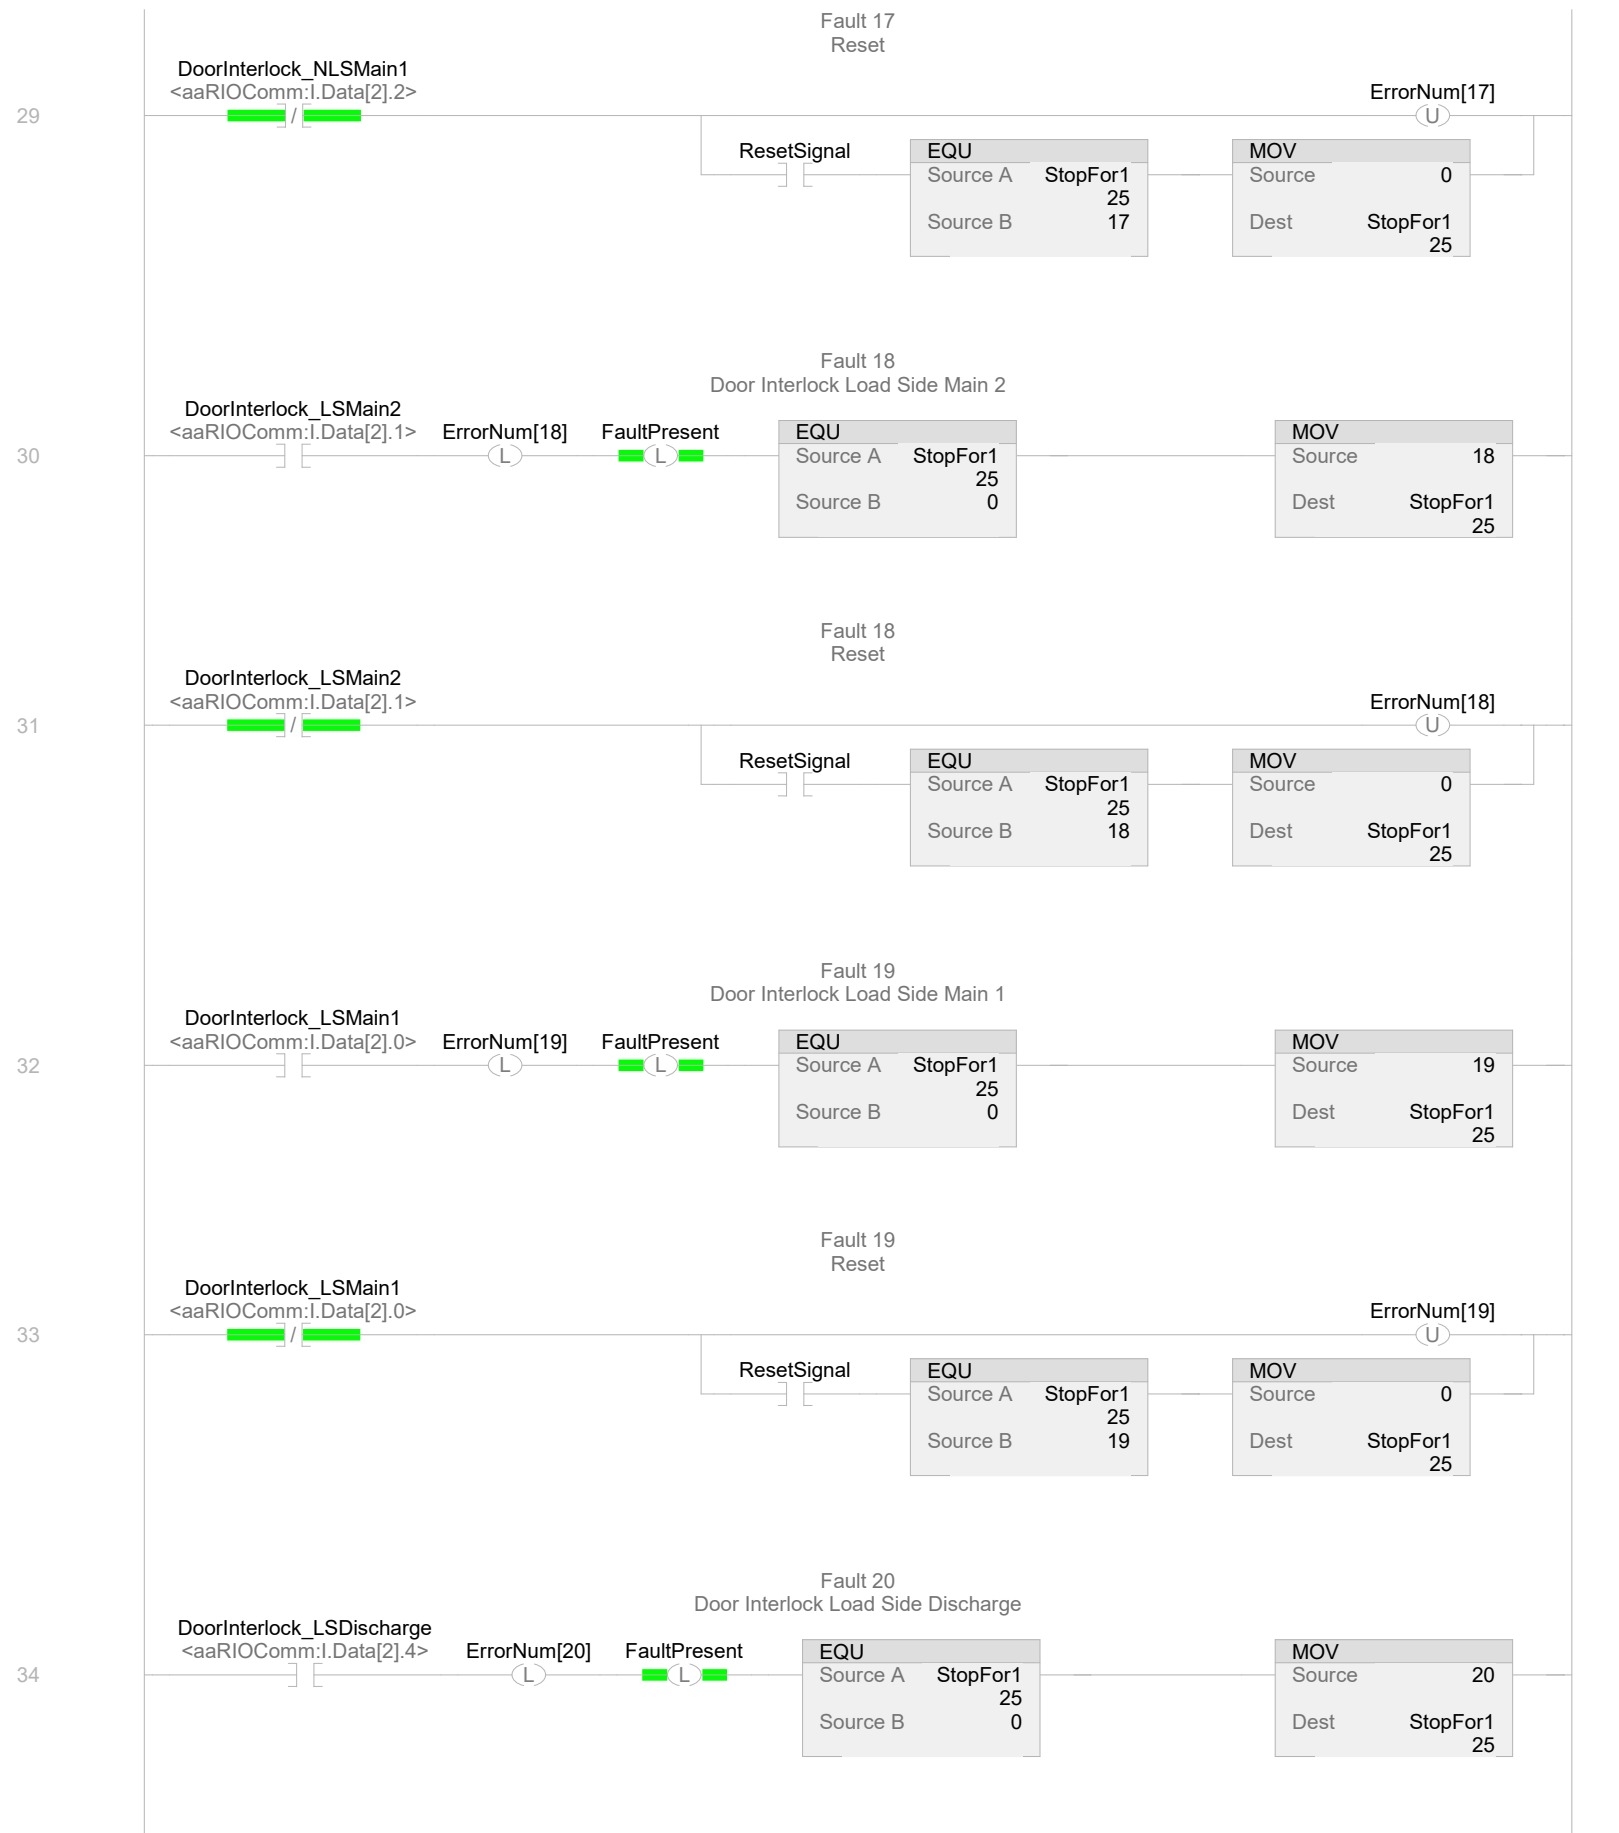 Fault 17
Reset
DoorInterlock_NLSMain1
<aaRIOComm:I.Data[2].2>
ErrorNum[17]
29
/
U
ResetSignal
EQU
MOV
Source A StopFor1
Source 0
25
Source B 17
Dest StopFor1
25
Fault 18
Door Interlock Load Side Main 2
DoorInterlock_LSMain2
<aaRIOComm:I.Data[2].1> ErrorNum[18] FaultPresent
EQU
MOV
30
L
L
Source A StopFor1
Source 18
25
Source B 0
Dest StopFor1
25
Fault 18
Reset
DoorInterlock_LSMain2
<aaRIOComm:I.Data[2].1>
ErrorNum[18]
31
/
U
ResetSignal
EQU
MOV
Source A StopFor1
Source 0
25
Source B 18
Dest StopFor1
25
Fault 19
Door Interlock Load Side Main 1
DoorInterlock_LSMain1
<aaRIOComm:I.Data[2].0> ErrorNum[19] FaultPresent
EQU
MOV
32
L
L
Source A StopFor1
Source 19
25
Source B 0
Dest StopFor1
25
Fault 19
Reset
DoorInterlock_LSMain1
<aaRIOComm:I.Data[2].0>
ErrorNum[19]
33
/
U
ResetSignal
EQU
MOV
Source A StopFor1
Source 0
25
Source B 19
Dest StopFor1
25
Fault 20
Door Interlock Load Side Discharge
DoorInterlock_LSDischarge
<aaRIOComm:I.Data[2].4> ErrorNum[20] FaultPresent
EQU
MOV
34
L
L
Source A StopFor1
Source 20
25
Source B 0
Dest StopFor1
25